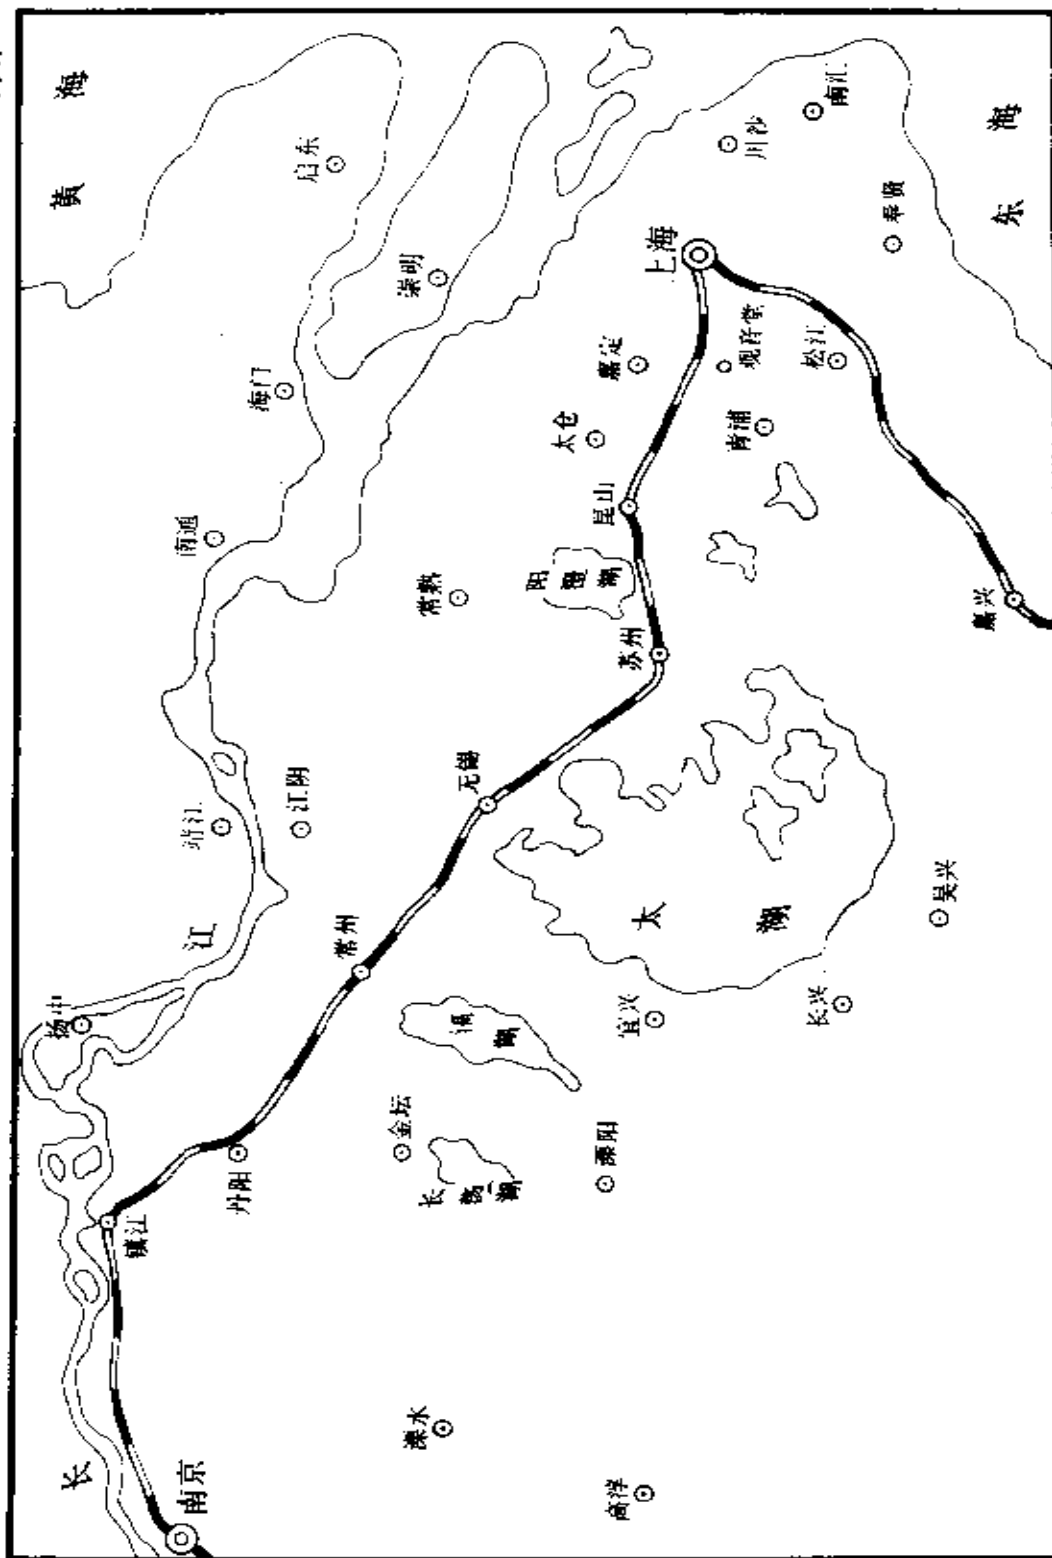 黄海
东海
启东
崇明
海门
南通
常熟
太仓
嘉定
上海
川沙
南汇
奉贤
观音堂
松江
青浦
昆山
阳澄湖
苏州
嘉兴
无锡
江阴
靖江
长江
扬中
常州
太湖
吴兴
长兴
宜兴
滆湖
金坛
长荡湖
溧阳
丹阳
镇江
南京
溧水
高淳